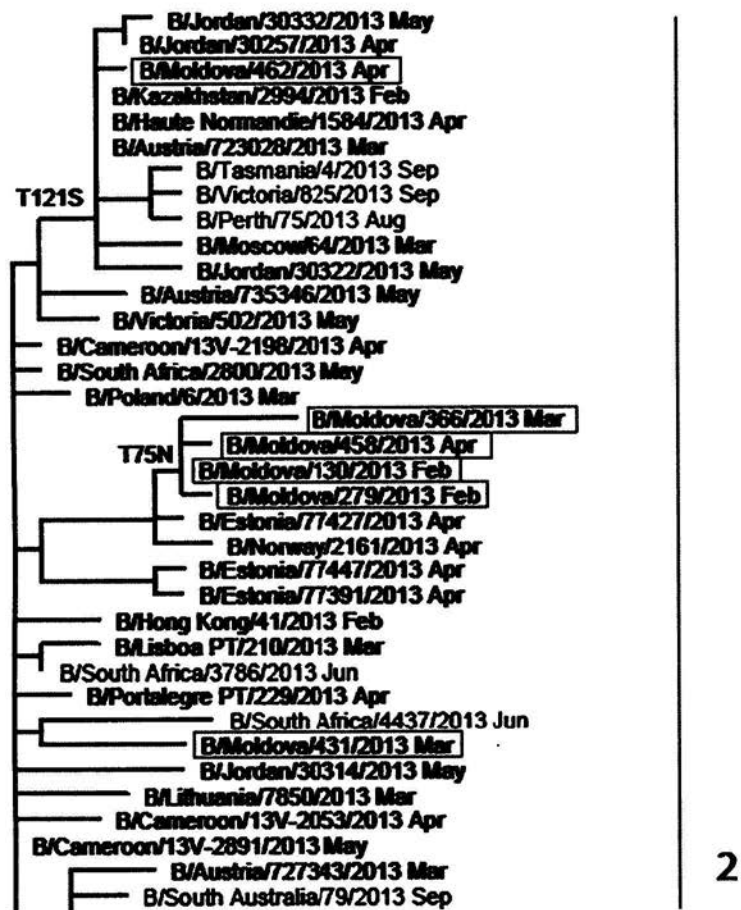 B/Jordan/30332/2013 May
B/Jordan/30257/2013 Apr
B/Moldova/462/2013 Apr
B/Kazakhstan/2994/2013 Feb
B/Haute Normandie/1584/2013 Apr
B/Austria/723028/2013 Mar
B/Tasmania/4/2013 Sep
T121S
B/Victoria/825/2013 Sep
B/Perth/75/2013 Aug
B/Moscow/64/2013 Mar
B/Jordan/30322/2013 May
B/Austria/735346/2013 May
B/Victoria/502/2013 May
B/Cameroon/13V-2198/2013 Apr
B/South Africa/2800/2013 May
B/Poland/6/2013 Mar
B/Moldova/366/2013 Mar
T75N
B/Moldova/458/2013 Apr
B/Moldova/130/2013 Feb
B/Moldova/279/2013 Feb
B/Estonia/77427/2013 Apr
B/Norway/2161/2013 Apr
B/Estonia/77447/2013 Apr
B/Estonia/77391/2013 Apr
B/Hong Kong/41/2013 Feb
B/Lisboa PT/210/2013 Mar
B/South Africa/3786/2013 Jun
B/Portalegre PT/229/2013 Apr
B/South Africa/4437/2013 Jun
B/Moldova/431/2013 Mar
B/Jordan/30314/2013 May
B/Lithuania/7850/2013 Mar
B/Cameroon/13V-2053/2013 Apr
B/Cameroon/13V-2891/2013 May
B/Austria/727343/2013 Mar
B/South Australia/79/2013 Sep
2